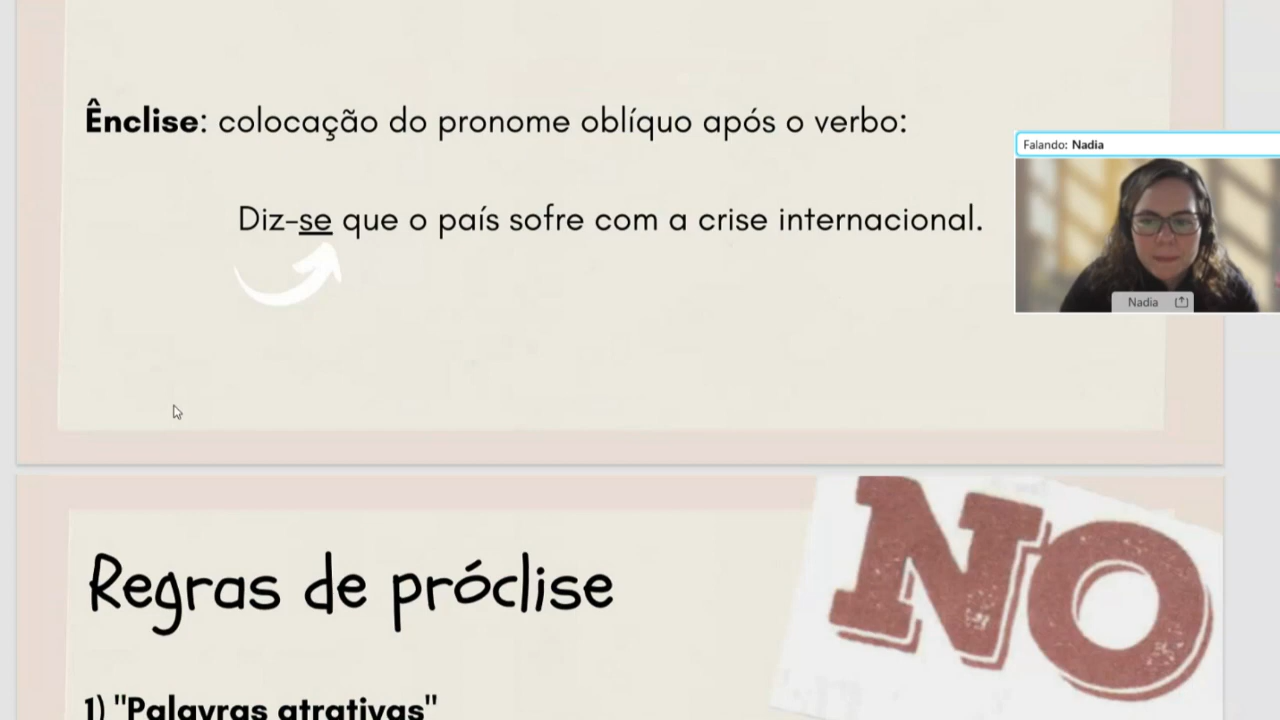 Ênclise: colocação do pronome oblíquo após o verbo:
Falando: Nadia
Diz-se que o país sofre com a crise internacional.
Nadia
NO
Regras de próclise
1) "Palavras atrativas"